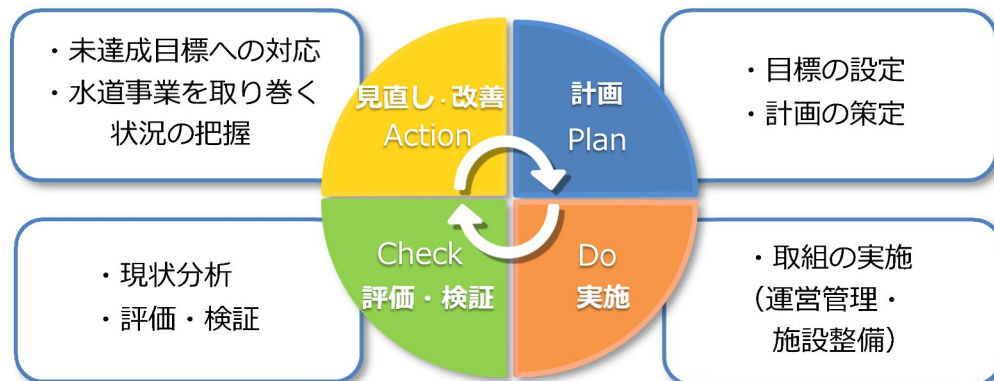 ・未達成目標への対応
・水道事業を取り巻く
状況の把握
見直し・改善
Action
計画
Plan
・目標の設定
・計画の策定
・現状分析
・評価・検証
Check
評価・検証
Do
実施
・取組の実施
（運営管理・
施設整備）